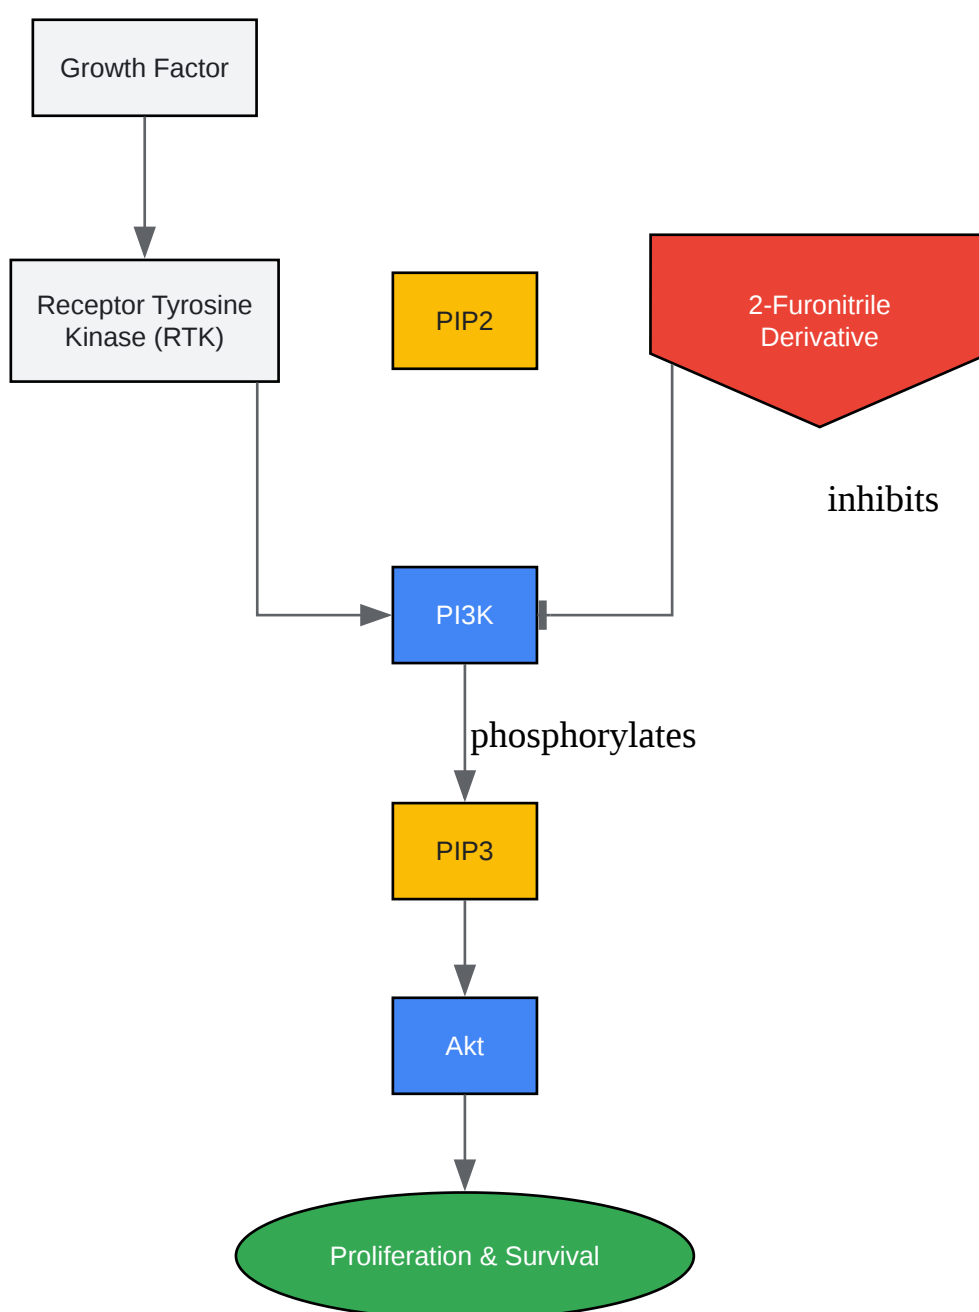 Growth Factor
Receptor Tyrosine
Kinase (RTK)
PIP2
2-Furonitrile
Derivative
inhibits
PI3K
phosphorylates
PIP3
Akt
Proliferation & Survival